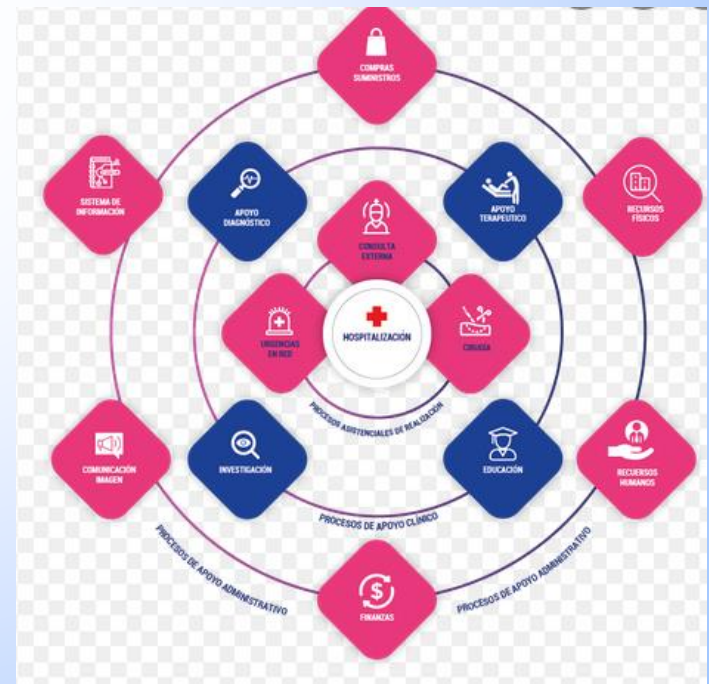 COMPRAS
SUMINISTROS
SISTEMA DE
INFORMACIÓN
APOYO
DIAGNÓSTICO
APOYO
TERAPEUTICO
RECURSOS
FÍSICOS
CONSULTA
EXTERNA
URGENCIAS
EN RED
HOSPITALIZACIÓN
CIRUGÍA
PROCESOS ASISTENCIALES DE REALIZACIÓN
COMUNICACIÓN
IMAGEN
INVESTIGACIÓN
EDUCACIÓN
RECUERSOS
HUMANOS
PROCESOS DE APOYO CLÍNICO
PROCESOS DE APOYO ADMINISTRATIVO
PROCESOS DE APOYO ADMINISTRATIVO
$
FINANZAS